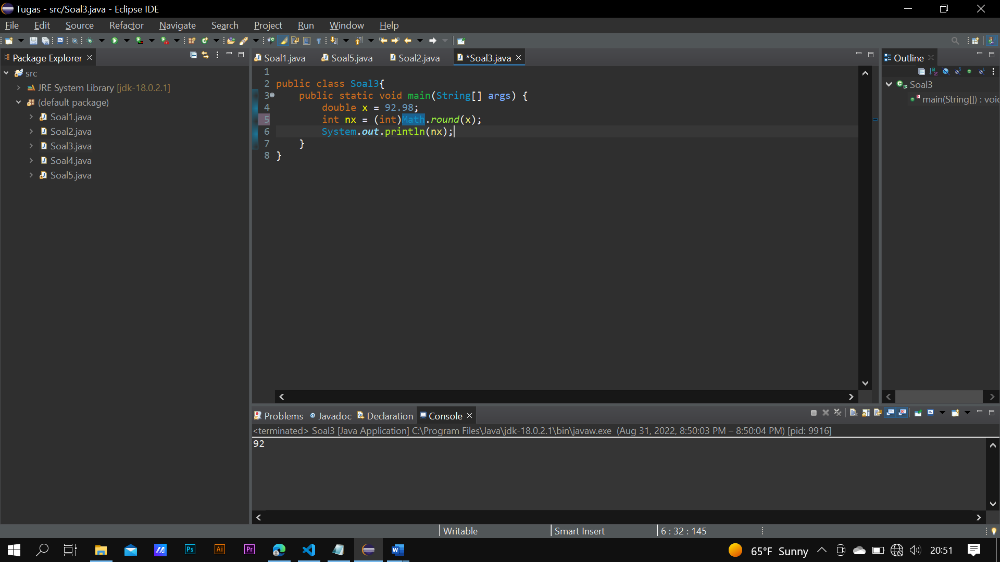 Tugas - src/Soal3.java - Eclipse IDE
File Edit Source Refactor Navigate Search Project Run Window Help
Package Explorer
src
JRE System Library [jdk-18.0.2.1]
(default package)
Soal1.java
Soal2.java
Soal3.java
Soal4.java
Soal5.java
Soal1.java Soal5.java Soal2.java *Soal3.java
1
2 public class Soal3{
3 public static void main(String[] args) {
4 double x = 92.98;
5 int nx = (int)Math.round(x);
6 System.out.println(nx);
7 }
8 }
Outline
Soal3
main(String[]) : voic
Problems Javadoc Declaration Console
<terminated> Soal3 [Java Application] C:\Program Files\Java\jdk-18.0.2.1\bin\javaw.exe (Aug 31, 2022, 8:50:03 PM – 8:50:04 PM) [pid: 9916]
92
Writable Smart Insert 6 : 32 : 145
Ps Ai Pr
65°F Sunny 20:51